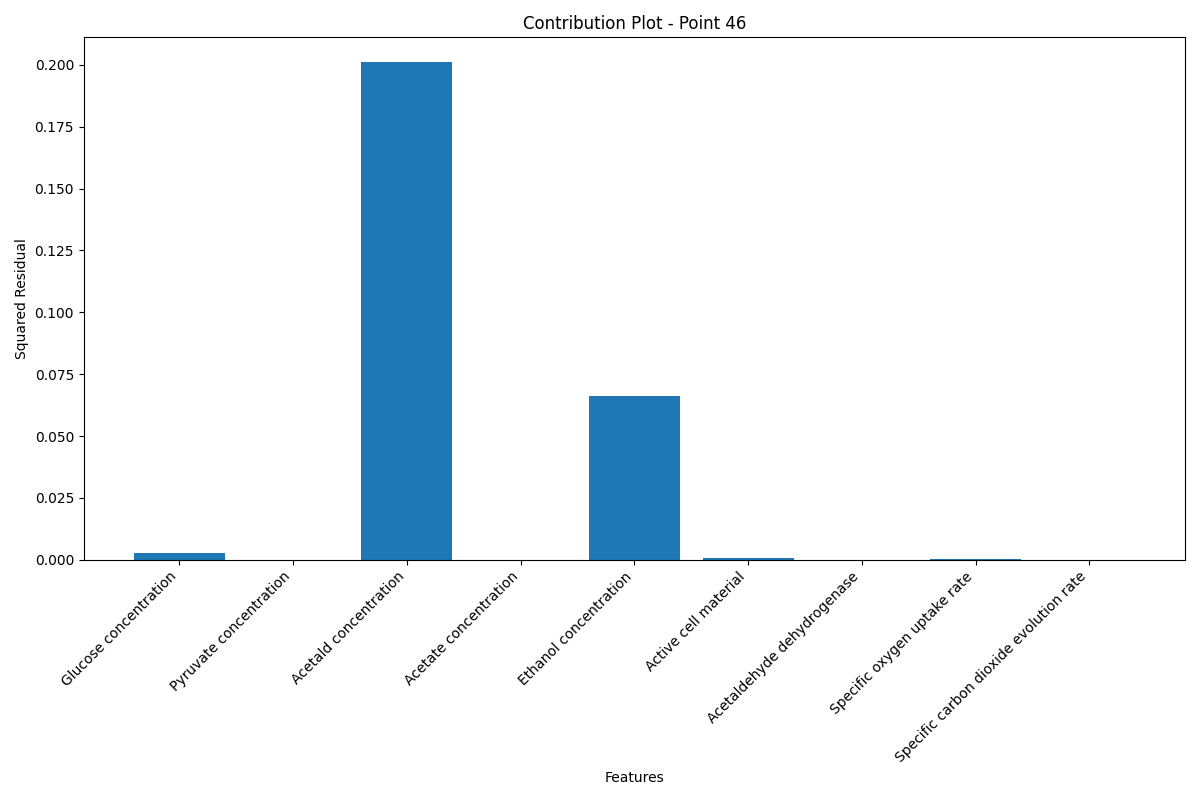 Contribution Plot - Point 46
Squared Residual
0.200
0.175
0.150
0.125
0.100
0.075
0.050
0.025
0.000
Glucose concentration
Pyruvate concentration
Acetald concentration
Acetate concentration
Ethanol concentration
Active cell material
Acetaldehyde dehydrogenase
Specific oxygen uptake rate
Specific carbon dioxide evolution rate
Features